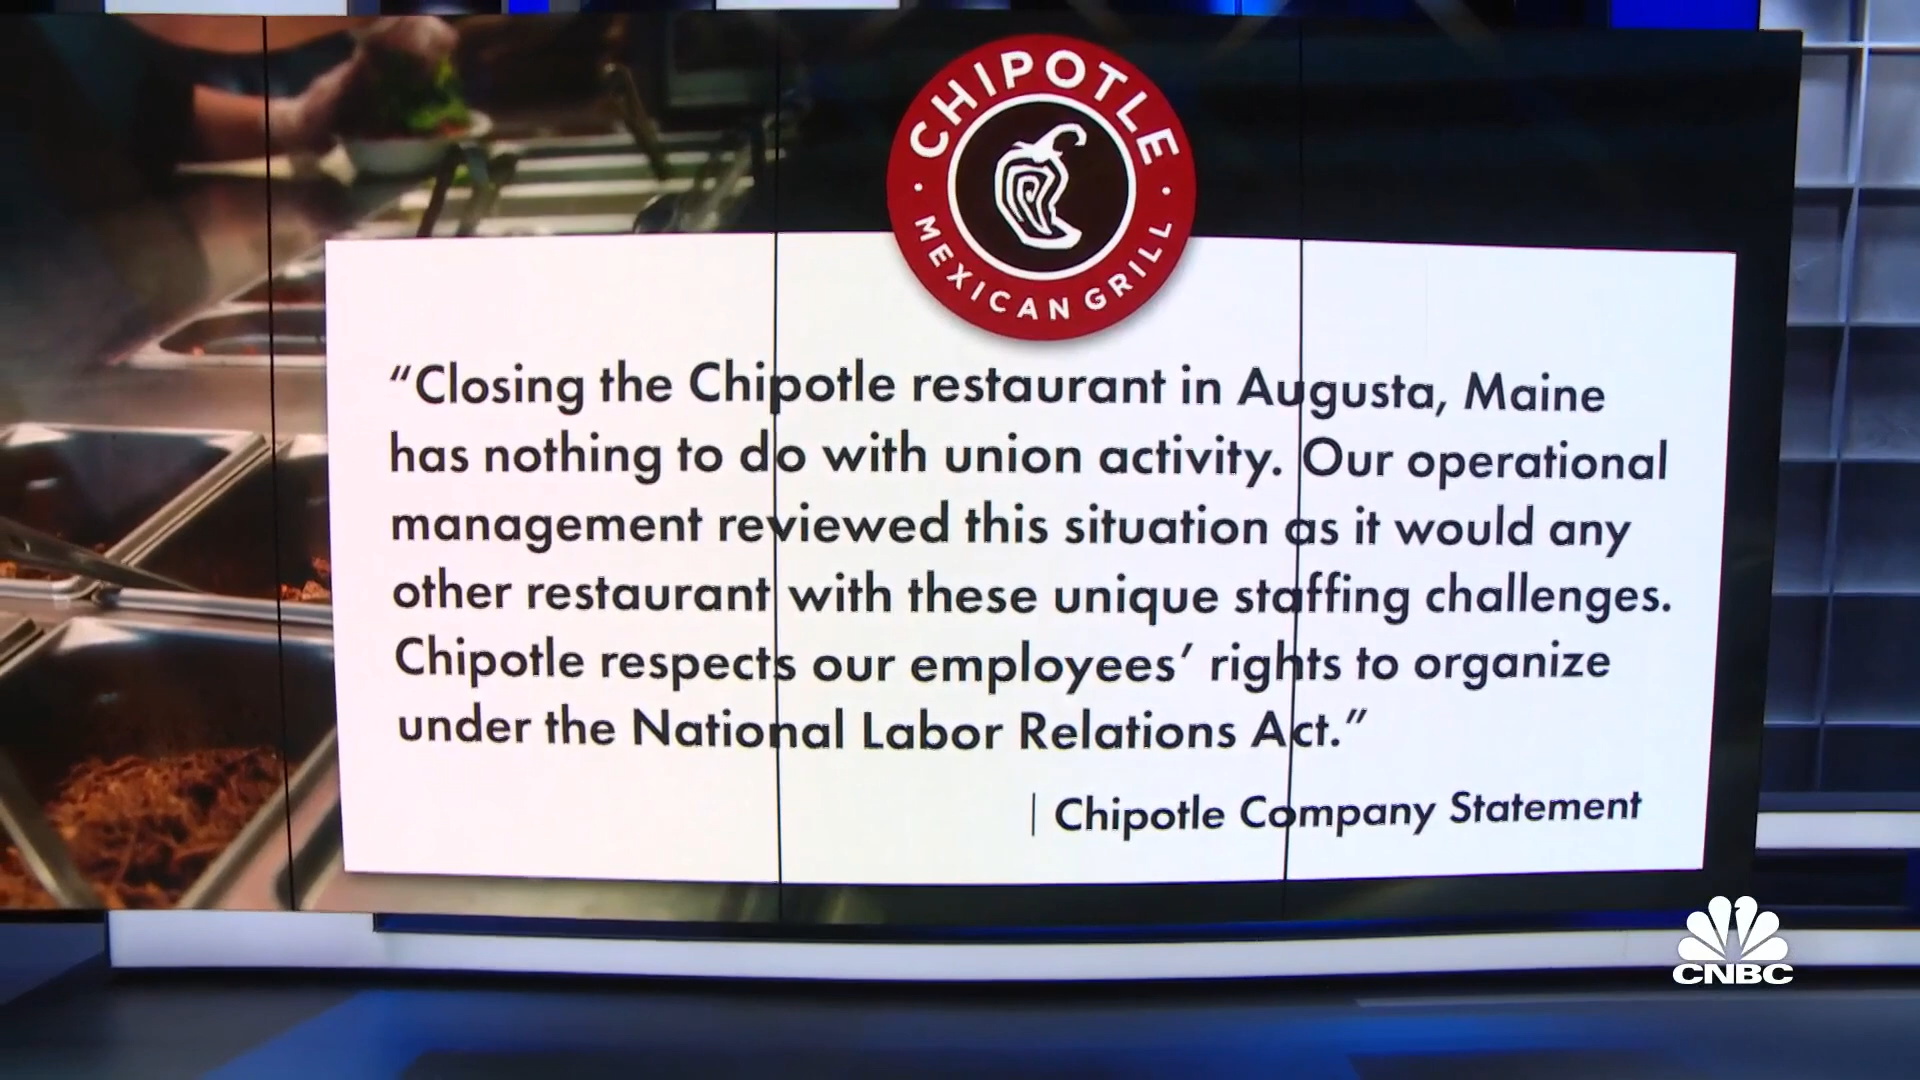 CHIPOTLE
MEXICAN GRILL
“Closing the Chipotle restaurant in Augusta, Maine
has nothing to do with union activity. Our operational
management reviewed this situation as it would any
other restaurant with these unique staffing challenges.
Chipotle respects our employees’ rights to organize
under the National Labor Relations Act.”
| Chipotle Company Statement
CNBC